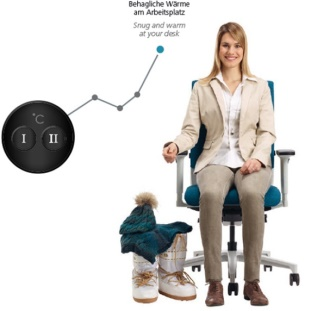 Behagliche Wärme
am Arbeitsplatz
Snug and warm
at your desk
°C
I II